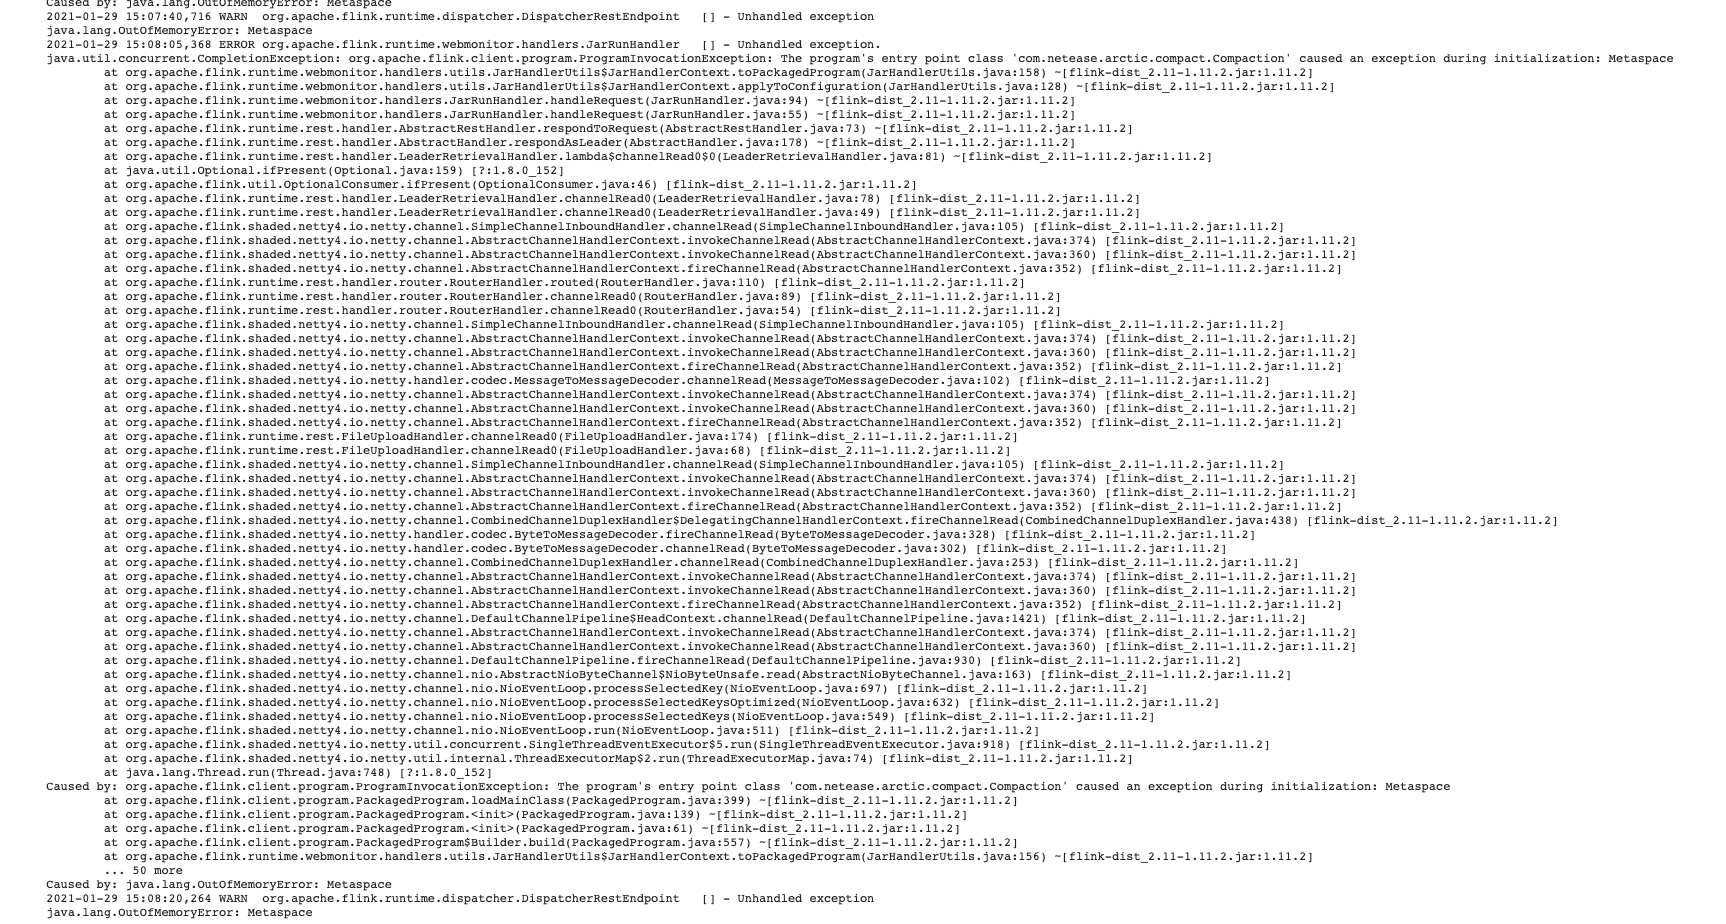 Caused by: java.lang.OutOfMemoryError: Metaspace
2021-01-29 15:07:40,716 WARN  org.apache.flink.runtime.dispatcher.DispatcherRestEndpoint   [] - Unhandled exception
java.lang.OutOfMemoryError: Metaspace
2021-01-29 15:08:05,368 ERROR org.apache.flink.runtime.webmonitor.handlers.JarRunHandler   [] - Unhandled exception.
java.util.concurrent.CompletionException: org.apache.flink.client.program.ProgramInvocationException: The program's entry point class 'com.netease.arctic.compact.Compaction' caused an exception during initialization: Metaspace
at org.apache.flink.runtime.webmonitor.handlers.utils.JarHandlerUtils$JarHandlerContext.toPackagedProgram(JarHandlerUtils.java:158) ~[flink-dist_2.11-1.11.2.jar:1.11.2]
at org.apache.flink.runtime.webmonitor.handlers.utils.JarHandlerUtils$JarHandlerContext.applyToConfiguration(JarHandlerUtils.java:128) ~[flink-dist_2.11-1.11.2.jar:1.11.2]
at org.apache.flink.runtime.webmonitor.handlers.JarRunHandler.handleRequest(JarRunHandler.java:94) ~[flink-dist_2.11-1.11.2.jar:1.11.2]
at org.apache.flink.runtime.webmonitor.handlers.JarRunHandler.handleRequest(JarRunHandler.java:55) ~[flink-dist_2.11-1.11.2.jar:1.11.2]
at org.apache.flink.runtime.rest.handler.AbstractRestHandler.respondToRequest(AbstractRestHandler.java:73) ~[flink-dist_2.11-1.11.2.jar:1.11.2]
at org.apache.flink.runtime.rest.handler.AbstractHandler.respondAsLeader(AbstractHandler.java:178) ~[flink-dist_2.11-1.11.2.jar:1.11.2]
at org.apache.flink.runtime.rest.handler.LeaderRetrievalHandler.lambda$channelRead0$0(LeaderRetrievalHandler.java:81) ~[flink-dist_2.11-1.11.2.jar:1.11.2]
at java.util.Optional.ifPresent(Optional.java:159) [?:1.8.0_152]
at org.apache.flink.util.OptionalConsumer.ifPresent(OptionalConsumer.java:46) [flink-dist_2.11-1.11.2.jar:1.11.2]
at org.apache.flink.runtime.rest.handler.LeaderRetrievalHandler.channelRead0(LeaderRetrievalHandler.java:78) [flink-dist_2.11-1.11.2.jar:1.11.2]
at org.apache.flink.runtime.rest.handler.LeaderRetrievalHandler.channelRead0(LeaderRetrievalHandler.java:49) [flink-dist_2.11-1.11.2.jar:1.11.2]
at org.apache.flink.shaded.netty4.io.netty.channel.SimpleChannelInboundHandler.channelRead(SimpleChannelInboundHandler.java:105) [flink-dist_2.11-1.11.2.jar:1.11.2]
at org.apache.flink.shaded.netty4.io.netty.channel.AbstractChannelHandlerContext.invokeChannelRead(AbstractChannelHandlerContext.java:374) [flink-dist_2.11-1.11.2.jar:1.11.2]
at org.apache.flink.shaded.netty4.io.netty.channel.AbstractChannelHandlerContext.invokeChannelRead(AbstractChannelHandlerContext.java:360) [flink-dist_2.11-1.11.2.jar:1.11.2]
at org.apache.flink.shaded.netty4.io.netty.channel.AbstractChannelHandlerContext.fireChannelRead(AbstractChannelHandlerContext.java:352) [flink-dist_2.11-1.11.2.jar:1.11.2]
at org.apache.flink.runtime.rest.handler.router.RouterHandler.routed(RouterHandler.java:110) [flink-dist_2.11-1.11.2.jar:1.11.2]
at org.apache.flink.runtime.rest.handler.router.RouterHandler.channelRead0(RouterHandler.java:89) [flink-dist_2.11-1.11.2.jar:1.11.2]
at org.apache.flink.runtime.rest.handler.router.RouterHandler.channelRead0(RouterHandler.java:54) [flink-dist_2.11-1.11.2.jar:1.11.2]
at org.apache.flink.shaded.netty4.io.netty.channel.SimpleChannelInboundHandler.channelRead(SimpleChannelInboundHandler.java:105) [flink-dist_2.11-1.11.2.jar:1.11.2]
at org.apache.flink.shaded.netty4.io.netty.channel.AbstractChannelHandlerContext.invokeChannelRead(AbstractChannelHandlerContext.java:374) [flink-dist_2.11-1.11.2.jar:1.11.2]
at org.apache.flink.shaded.netty4.io.netty.channel.AbstractChannelHandlerContext.invokeChannelRead(AbstractChannelHandlerContext.java:360) [flink-dist_2.11-1.11.2.jar:1.11.2]
at org.apache.flink.shaded.netty4.io.netty.channel.AbstractChannelHandlerContext.fireChannelRead(AbstractChannelHandlerContext.java:352) [flink-dist_2.11-1.11.2.jar:1.11.2]
at org.apache.flink.shaded.netty4.io.netty.handler.codec.MessageToMessageDecoder.channelRead(MessageToMessageDecoder.java:102) [flink-dist_2.11-1.11.2.jar:1.11.2]
at org.apache.flink.shaded.netty4.io.netty.channel.AbstractChannelHandlerContext.invokeChannelRead(AbstractChannelHandlerContext.java:374) [flink-dist_2.11-1.11.2.jar:1.11.2]
at org.apache.flink.shaded.netty4.io.netty.channel.AbstractChannelHandlerContext.invokeChannelRead(AbstractChannelHandlerContext.java:360) [flink-dist_2.11-1.11.2.jar:1.11.2]
at org.apache.flink.shaded.netty4.io.netty.channel.AbstractChannelHandlerContext.fireChannelRead(AbstractChannelHandlerContext.java:352) [flink-dist_2.11-1.11.2.jar:1.11.2]
at org.apache.flink.runtime.rest.FileUploadHandler.channelRead0(FileUploadHandler.java:174) [flink-dist_2.11-1.11.2.jar:1.11.2]
at org.apache.flink.runtime.rest.FileUploadHandler.channelRead0(FileUploadHandler.java:68) [flink-dist_2.11-1.11.2.jar:1.11.2]
at org.apache.flink.shaded.netty4.io.netty.channel.SimpleChannelInboundHandler.channelRead(SimpleChannelInboundHandler.java:105) [flink-dist_2.11-1.11.2.jar:1.11.2]
at org.apache.flink.shaded.netty4.io.netty.channel.AbstractChannelHandlerContext.invokeChannelRead(AbstractChannelHandlerContext.java:374) [flink-dist_2.11-1.11.2.jar:1.11.2]
at org.apache.flink.shaded.netty4.io.netty.channel.AbstractChannelHandlerContext.invokeChannelRead(AbstractChannelHandlerContext.java:360) [flink-dist_2.11-1.11.2.jar:1.11.2]
at org.apache.flink.shaded.netty4.io.netty.channel.AbstractChannelHandlerContext.fireChannelRead(AbstractChannelHandlerContext.java:352) [flink-dist_2.11-1.11.2.jar:1.11.2]
at org.apache.flink.shaded.netty4.io.netty.channel.CombinedChannelDuplexHandler$DelegatingChannelHandlerContext.fireChannelRead(CombinedChannelDuplexHandler.java:438) [flink-dist_2.11-1.11.2.jar:1.11.2]
at org.apache.flink.shaded.netty4.io.netty.handler.codec.ByteToMessageDecoder.fireChannelRead(ByteToMessageDecoder.java:328) [flink-dist_2.11-1.11.2.jar:1.11.2]
at org.apache.flink.shaded.netty4.io.netty.handler.codec.ByteToMessageDecoder.channelRead(ByteToMessageDecoder.java:302) [flink-dist_2.11-1.11.2.jar:1.11.2]
at org.apache.flink.shaded.netty4.io.netty.channel.CombinedChannelDuplexHandler.channelRead(CombinedChannelDuplexHandler.java:253) [flink-dist_2.11-1.11.2.jar:1.11.2]
at org.apache.flink.shaded.netty4.io.netty.channel.AbstractChannelHandlerContext.invokeChannelRead(AbstractChannelHandlerContext.java:374) [flink-dist_2.11-1.11.2.jar:1.11.2]
at org.apache.flink.shaded.netty4.io.netty.channel.AbstractChannelHandlerContext.invokeChannelRead(AbstractChannelHandlerContext.java:360) [flink-dist_2.11-1.11.2.jar:1.11.2]
at org.apache.flink.shaded.netty4.io.netty.channel.AbstractChannelHandlerContext.fireChannelRead(AbstractChannelHandlerContext.java:352) [flink-dist_2.11-1.11.2.jar:1.11.2]
at org.apache.flink.shaded.netty4.io.netty.channel.DefaultChannelPipeline$HeadContext.channelRead(DefaultChannelPipeline.java:1421) [flink-dist_2.11-1.11.2.jar:1.11.2]
at org.apache.flink.shaded.netty4.io.netty.channel.AbstractChannelHandlerContext.invokeChannelRead(AbstractChannelHandlerContext.java:374) [flink-dist_2.11-1.11.2.jar:1.11.2]
at org.apache.flink.shaded.netty4.io.netty.channel.AbstractChannelHandlerContext.invokeChannelRead(AbstractChannelHandlerContext.java:360) [flink-dist_2.11-1.11.2.jar:1.11.2]
at org.apache.flink.shaded.netty4.io.netty.channel.DefaultChannelPipeline.fireChannelRead(DefaultChannelPipeline.java:930) [flink-dist_2.11-1.11.2.jar:1.11.2]
at org.apache.flink.shaded.netty4.io.netty.channel.nio.AbstractNioByteChannel$NioByteUnsafe.read(AbstractNioByteChannel.java:163) [flink-dist_2.11-1.11.2.jar:1.11.2]
at org.apache.flink.shaded.netty4.io.netty.channel.nio.NioEventLoop.processSelectedKey(NioEventLoop.java:697) [flink-dist_2.11-1.11.2.jar:1.11.2]
at org.apache.flink.shaded.netty4.io.netty.channel.nio.NioEventLoop.processSelectedKeysOptimized(NioEventLoop.java:632) [flink-dist_2.11-1.11.2.jar:1.11.2]
at org.apache.flink.shaded.netty4.io.netty.channel.nio.NioEventLoop.processSelectedKeys(NioEventLoop.java:549) [flink-dist_2.11-1.11.2.jar:1.11.2]
at org.apache.flink.shaded.netty4.io.netty.channel.nio.NioEventLoop.run(NioEventLoop.java:511) [flink-dist_2.11-1.11.2.jar:1.11.2]
at org.apache.flink.shaded.netty4.io.netty.util.concurrent.SingleThreadEventExecutor$5.run(SingleThreadEventExecutor.java:918) [flink-dist_2.11-1.11.2.jar:1.11.2]
at org.apache.flink.shaded.netty4.io.netty.util.internal.ThreadExecutorMap$2.run(ThreadExecutorMap.java:74) [flink-dist_2.11-1.11.2.jar:1.11.2]
at java.lang.Thread.run(Thread.java:748) [?:1.8.0_152]
Caused by: org.apache.flink.client.program.ProgramInvocationException: The program's entry point class 'com.netease.arctic.compact.Compaction' caused an exception during initialization: Metaspace
at org.apache.flink.client.program.PackagedProgram.loadMainClass(PackagedProgram.java:399) ~[flink-dist_2.11-1.11.2.jar:1.11.2]
at org.apache.flink.client.program.PackagedProgram.<init>(PackagedProgram.java:139) ~[flink-dist_2.11-1.11.2.jar:1.11.2]
at org.apache.flink.client.program.PackagedProgram.<init>(PackagedProgram.java:61) ~[flink-dist_2.11-1.11.2.jar:1.11.2]
at org.apache.flink.client.program.PackagedProgram$Builder.build(PackagedProgram.java:557) ~[flink-dist_2.11-1.11.2.jar:1.11.2]
at org.apache.flink.runtime.webmonitor.handlers.utils.JarHandlerUtils$JarHandlerContext.toPackagedProgram(JarHandlerUtils.java:156) ~[flink-dist_2.11-1.11.2.jar:1.11.2]
... 50 more
Caused by: java.lang.OutOfMemoryError: Metaspace
2021-01-29 15:08:20,264 WARN  org.apache.flink.runtime.dispatcher.DispatcherRestEndpoint   [] - Unhandled exception
java.lang.OutOfMemoryError: Metaspace